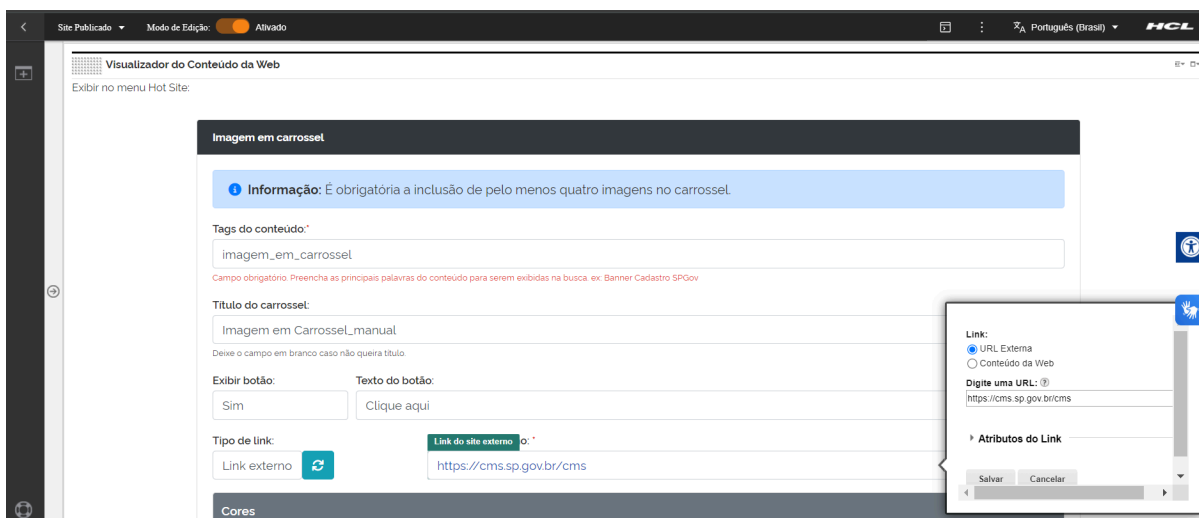 Site Publicado
Modo de Edição:
Ativado
Português (Brasil)
HCL
Visualizador do Conteúdo da Web
Exibir no menu Hot Site:
Imagem em carrossel
Informação: É obrigatória a inclusão de pelo menos quatro imagens no carrossel.
Tags do conteúdo:*
imagem_em_carrossel
Campo obrigatório: Preencha as principais palavras do conteúdo para serem exibidas na busca. ex: Banner Cadastro SPGov
Título do carrossel:
Imagem em Carrossel_manual
Deixe o campo em branco caso não queira título.
Exibir botão:
Texto do botão:
Sim
Clique aqui
Tipo de link:
Link do site externo
o: *
Link externo
https://cms.sp.gov.br/cms
Cores
Link:
URL Externa
Conteúdo da Web
Digite uma URL:
https://cms.sp.gov.br/cms
Atributos do Link
Salvar
Cancelar